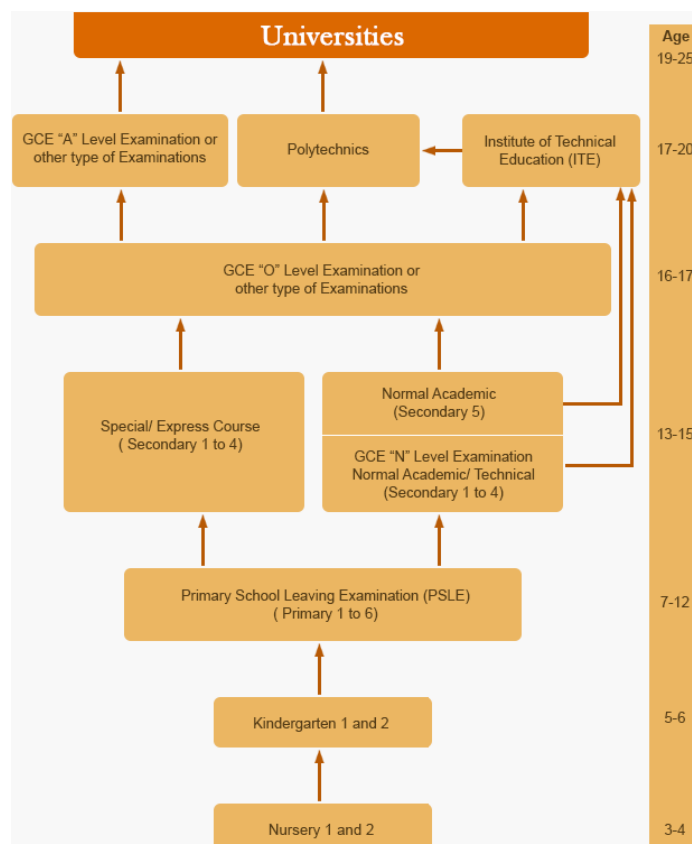 Universities
Age
19-25
GCE “A” Level Examination or
other type of Examinations
Polytechnics
Institute of Technical
Education (ITE)
17-20
GCE “O” Level Examination or
other type of Examinations
16-17
Special/ Express Course
( Secondary 1 to 4)
Normal Academic
(Secondary 5)
GCE “N” Level Examination
Normal Academic/ Technical
(Secondary 1 to 4)
13-15
Primary School Leaving Examination (PSLE)
( Primary 1 to 6)
7-12
Kindergarten 1 and 2
5-6
Nursery 1 and 2
3-4